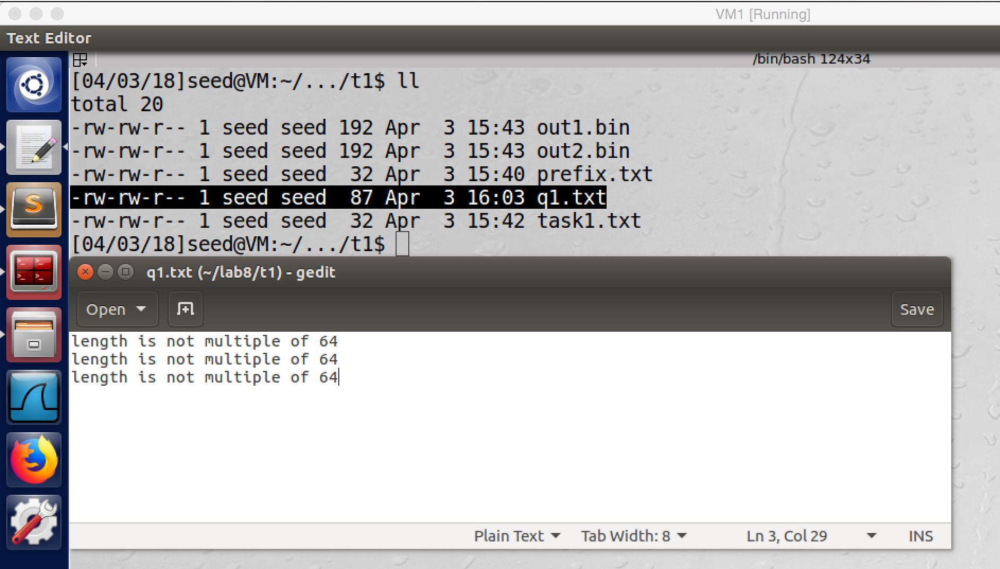 VM1 [Running]
Text Editor
/bin/bash 124x34
[04/03/18]seed@VM:~/.../t1$ ll
total 20
-rw-rw-r-- 1 seed seed 192 Apr  3 15:43 out1.bin
-rw-rw-r-- 1 seed seed 192 Apr  3 15:43 out2.bin
-rw-rw-r-- 1 seed seed  32 Apr  3 15:40 prefix.txt
-rw-rw-r-- 1 seed seed  87 Apr  3 16:03 q1.txt
-rw-rw-r-- 1 seed seed  32 Apr  3 15:42 task1.txt
[04/03/18]seed@VM:~/.../t1$
q1.txt (~/lab8/t1) - gedit
Open Save
length is not multiple of 64
length is not multiple of 64
length is not multiple of 64
Plain Text Tab Width: 8 Ln 3, Col 29 INS